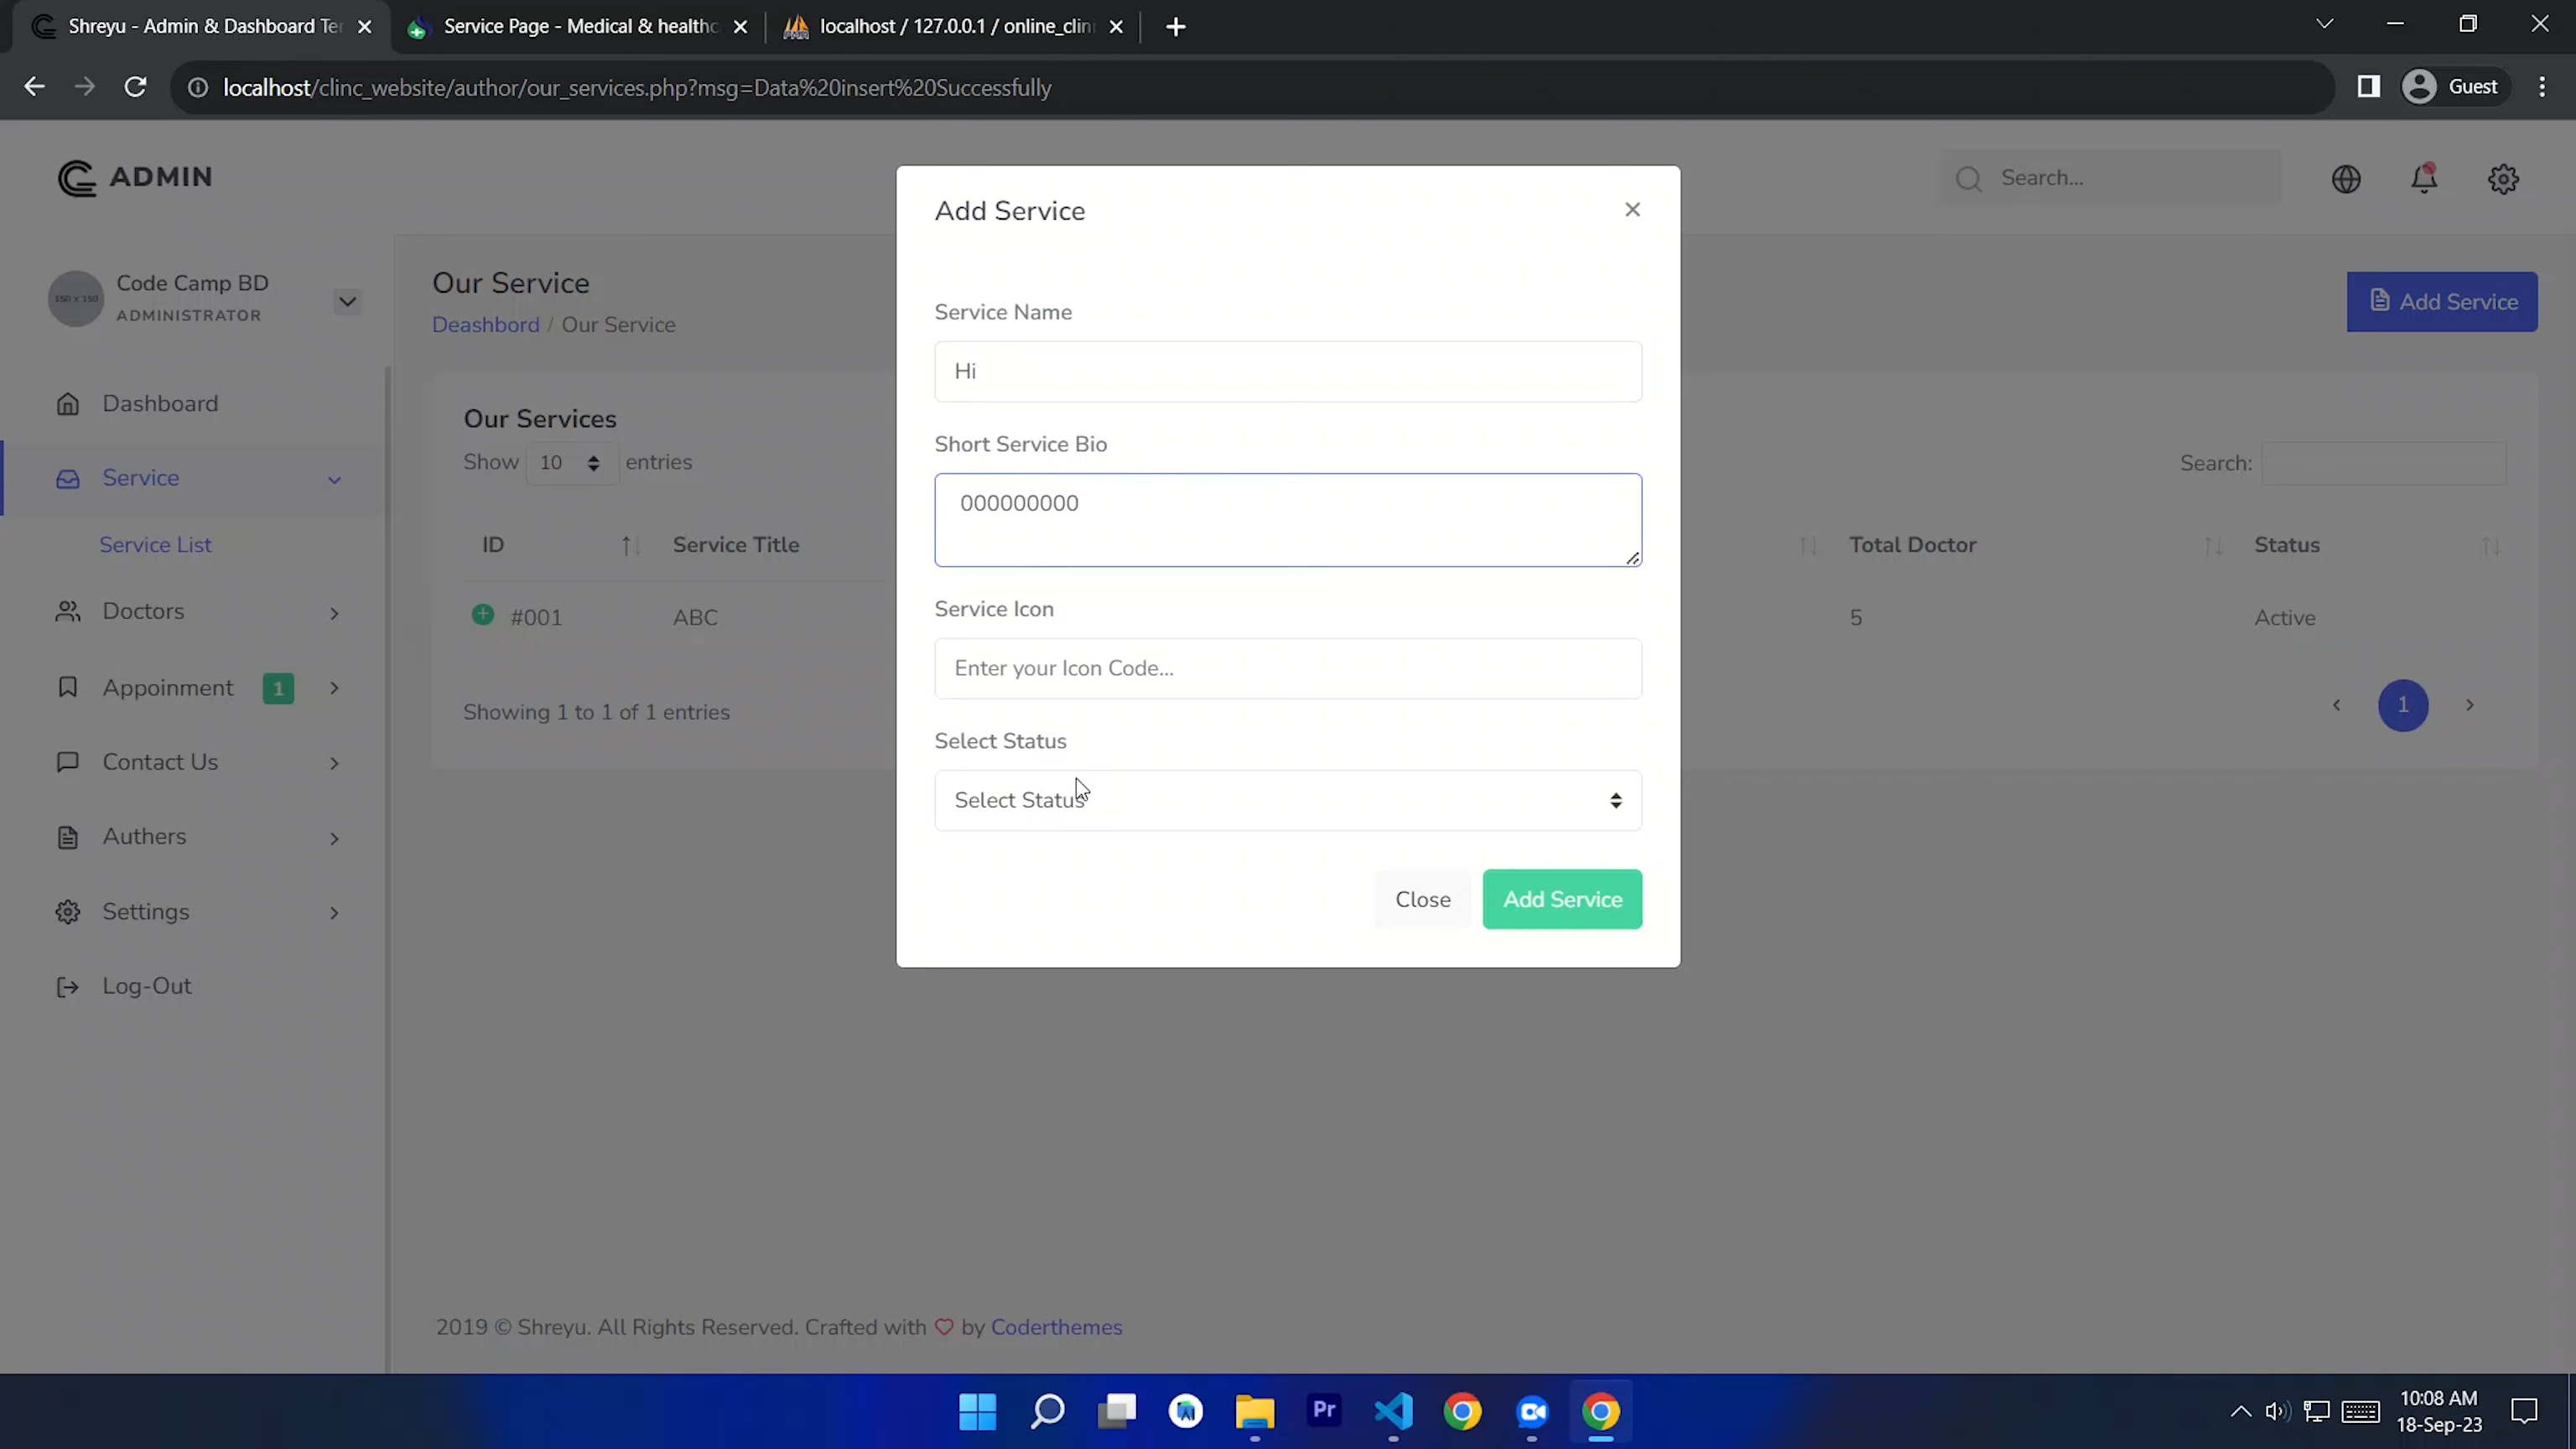 Shreyu - Admin & Dashboard Ter
Service Page - Medical & healthc
localhost / 127.0.0.1 / online_clini
localhost/clinc_website/author/our_services.php?msg=Data%20insert%20Successfully
Guest
ADMIN
Search...
150 x 150
Code Camp BD
ADMINISTRATOR
Dashboard
Service
Service List
Doctors
Appoinment 1
Contact Us
Authers
Settings
Log-Out
Our Service
Deashbord / Our Service
Add Service
Our Services
Show 10 entries
Search:
ID Service Title Total Doctor Status
#001 ABC 5 Active
Showing 1 to 1 of 1 entries
1
Add Service
Service Name
Hi
Short Service Bio
000000000
Service Icon
Enter your Icon Code...
Select Status
Select Status
Close
Add Service
2019 © Shreyu. All Rights Reserved. Crafted with by Coderthemes
Pr
10:08 AM
18-Sep-23